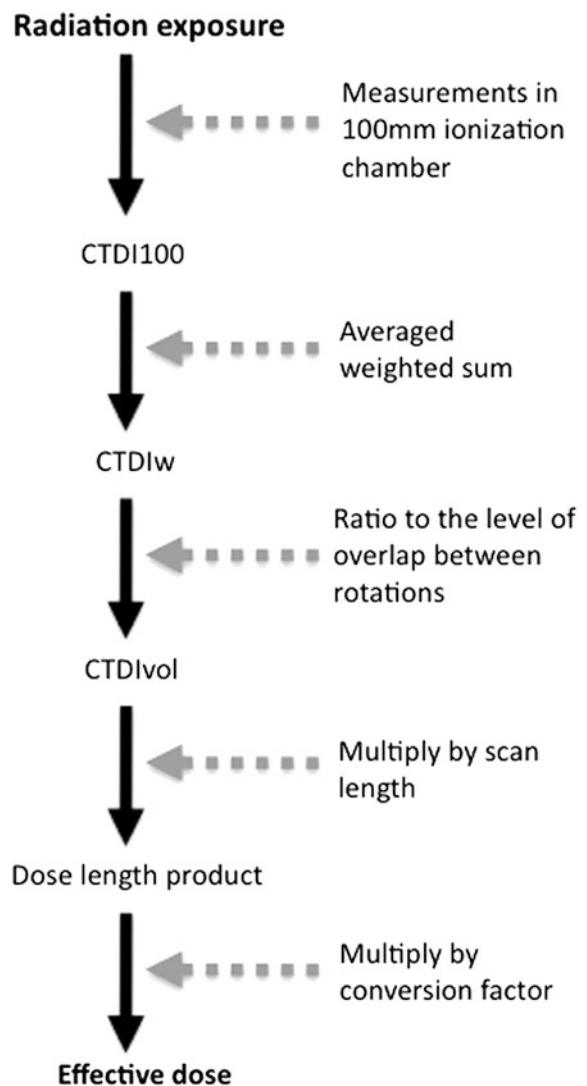 Radiation exposure
Measurements in
100mm ionization
chamber
CTDI100
Averaged
weighted sum
CTDIw
Ratio to the level of
overlap between
rotations
CTDIvol
Multiply by scan
length
Dose length product
Multiply by
conversion factor
Effective dose